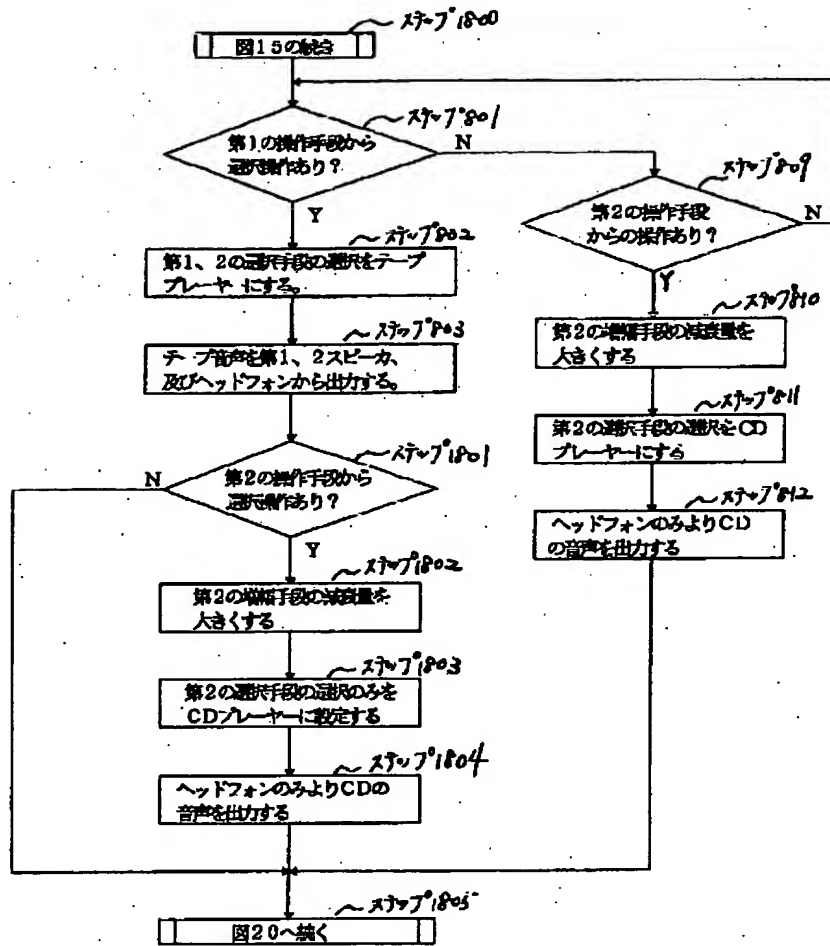 ステップ1800
図15の続き
ステップ801
第1の操作手段から
選択操作あり？
N
Y
ステップ809
第2の操作手段
からの操作あり？
N
Y
ステップ802
第1、2の選択手段の選択をテープ
プレーヤーにする。
ステップ803
テープ音声を第1、2スピーカ、
及びヘッドフォンから出力する。
ステップ810
第2の増幅手段の減衰量を
大きくする
ステップ811
第2の選択手段の選択をCD
プレーヤーにする
ステップ812
ヘッドフォンのみよりCD
の音声を出力する
ステップ1801
第2の操作手段から
選択操作あり？
N
Y
ステップ1802
第2の増幅手段の減衰量を
大きくする
ステップ1803
第2の選択手段の選択のみを
CDプレーヤーに設定する
ステップ1804
ヘッドフォンのみよりCDの
音声を出力する
ステップ1805
図20へ続く